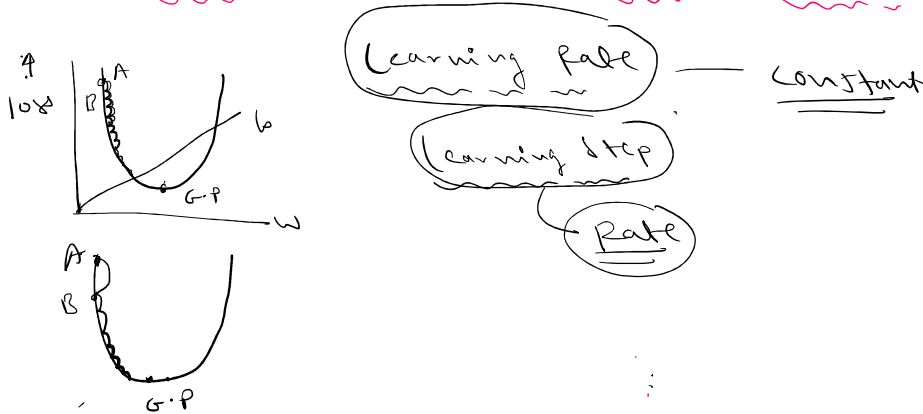 Learning Rate
constant
A
B
loss
b
Learning Step
G.P
W
Rate
A
B
G.P